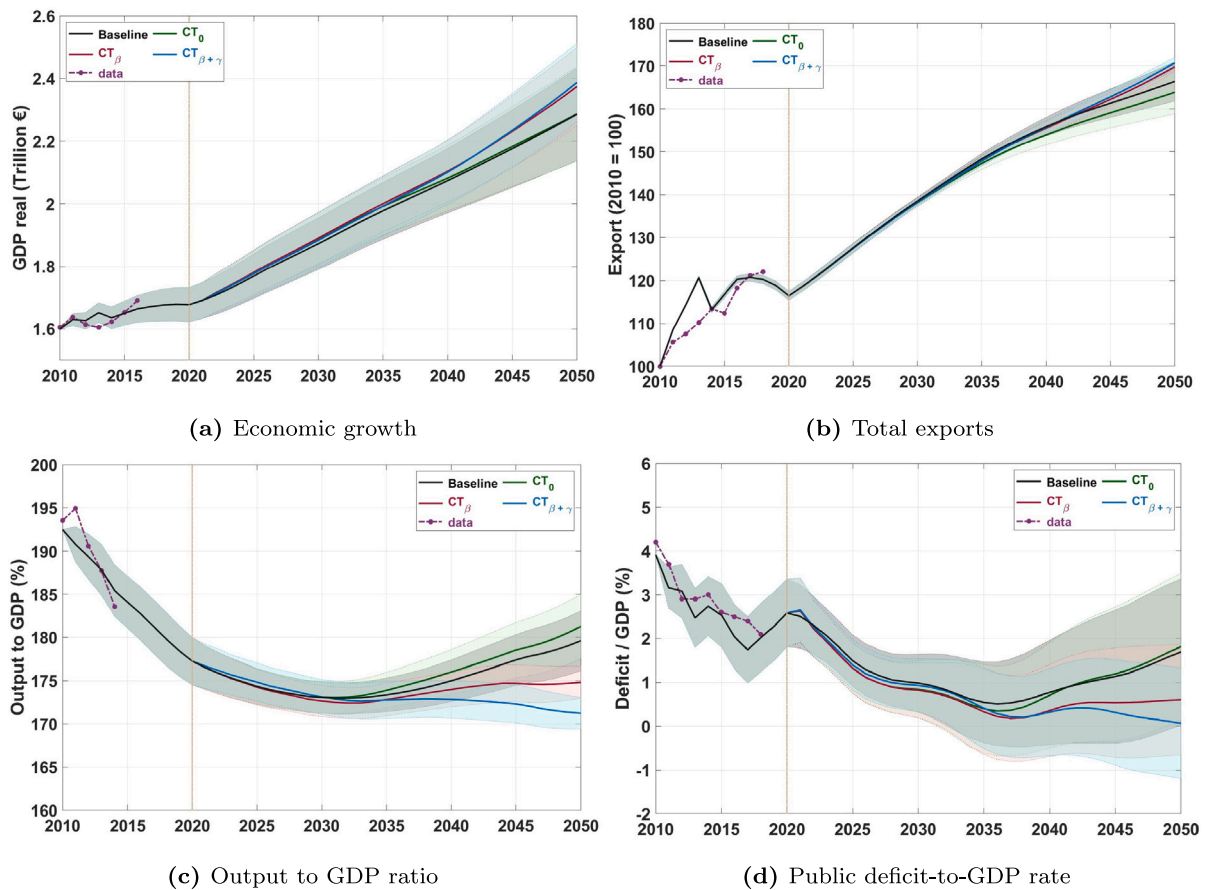 2.6
2.4
2.2
2
1.8
1.6
GDP real (Trillion €)
Baseline
CT0
CTβ
CTβ + γ
data
2010 2015 2020 2025 2030 2035 2040 2045 2050
(a) Economic growth
180
170
160
150
140
130
120
110
100
Export (2010 = 100)
Baseline
CT0
CTβ
CTβ + γ
data
2010 2015 2020 2025 2030 2035 2040 2045 2050
(b) Total exports
200
195
190
185
180
175
170
165
160
Output to GDP (%)
Baseline
CT0
CTβ
CTβ + γ
data
2010 2015 2020 2025 2030 2035 2040 2045 2050
(c) Output to GDP ratio
6
5
4
3
2
1
0
-1
-2
Deficit / GDP (%)
Baseline
CT0
CTβ
CTβ + γ
data
2010 2015 2020 2025 2030 2035 2040 2045 2050
(d) Public deficit-to-GDP rate